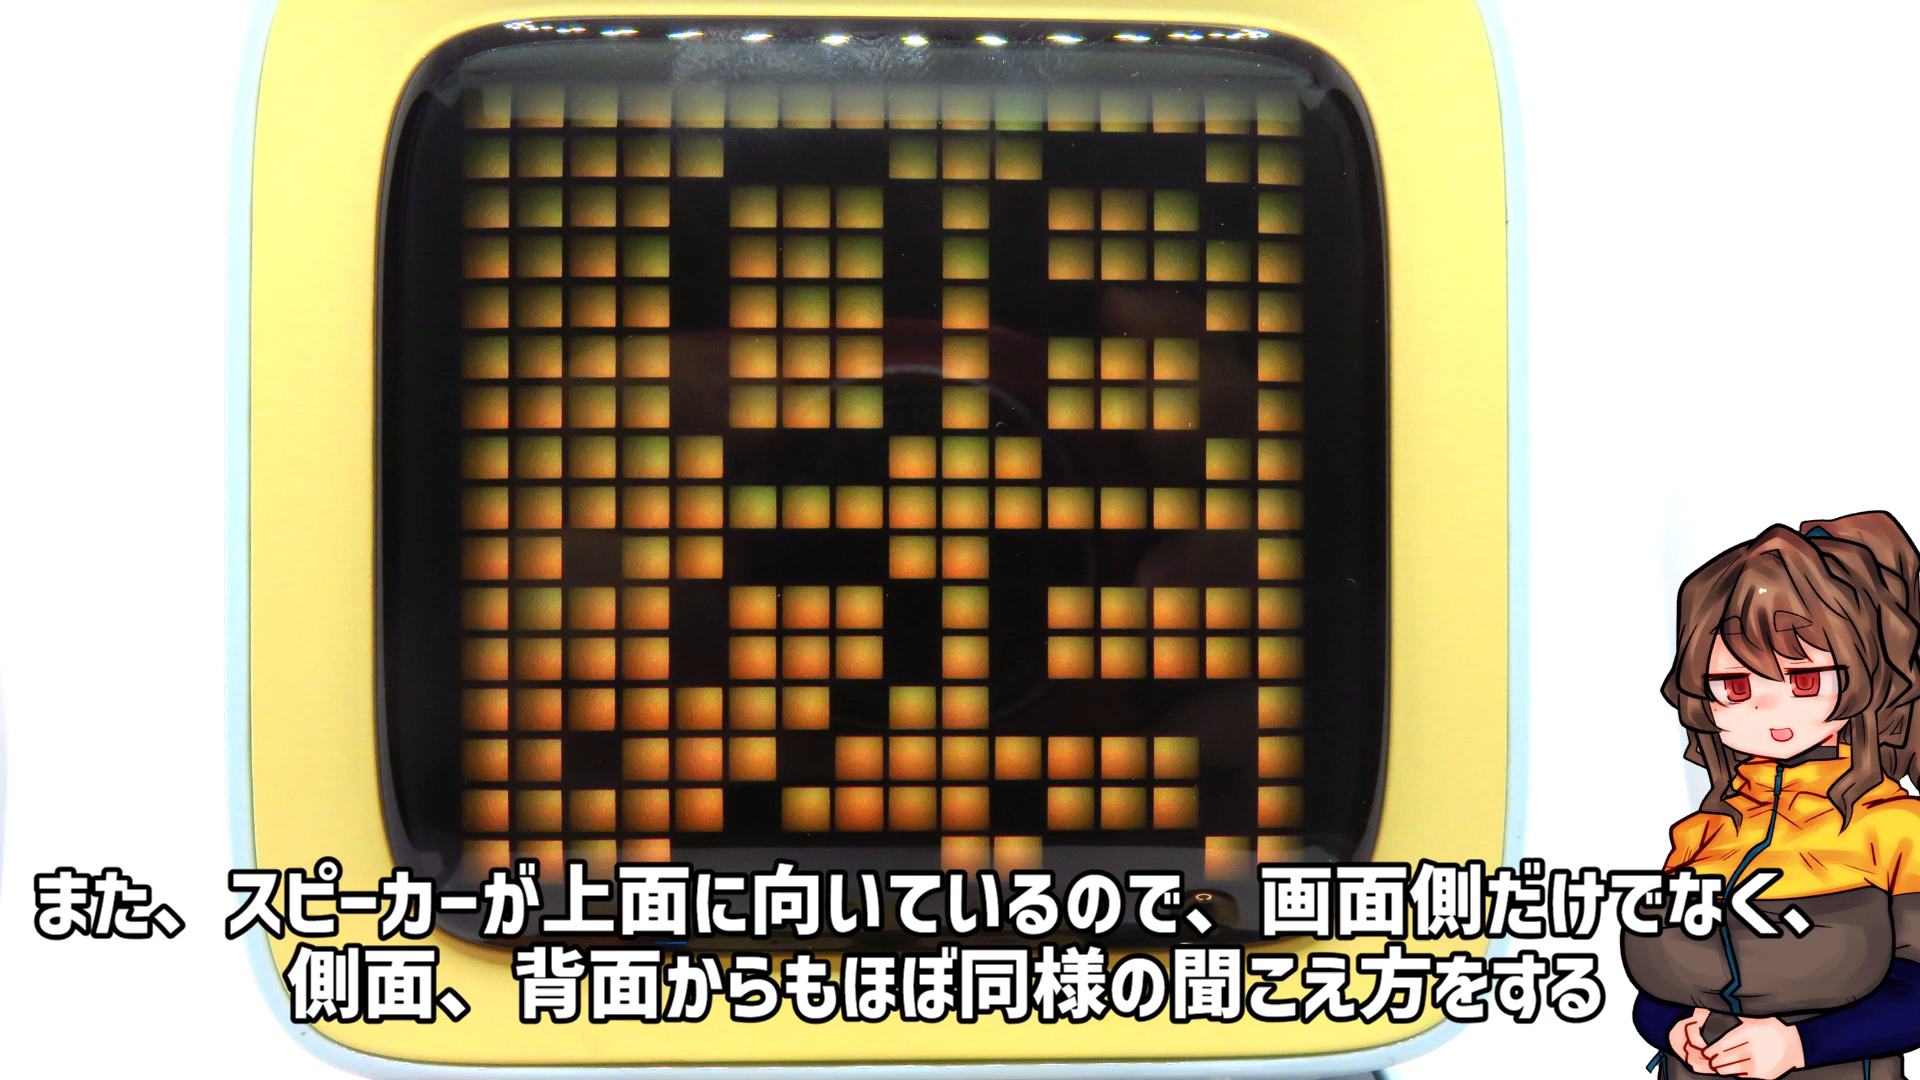 06
:25
また、スピーカーが上面に向いているので、画面側だけでなく、
側面、背面からもほぼ同様の聞こえ方をする